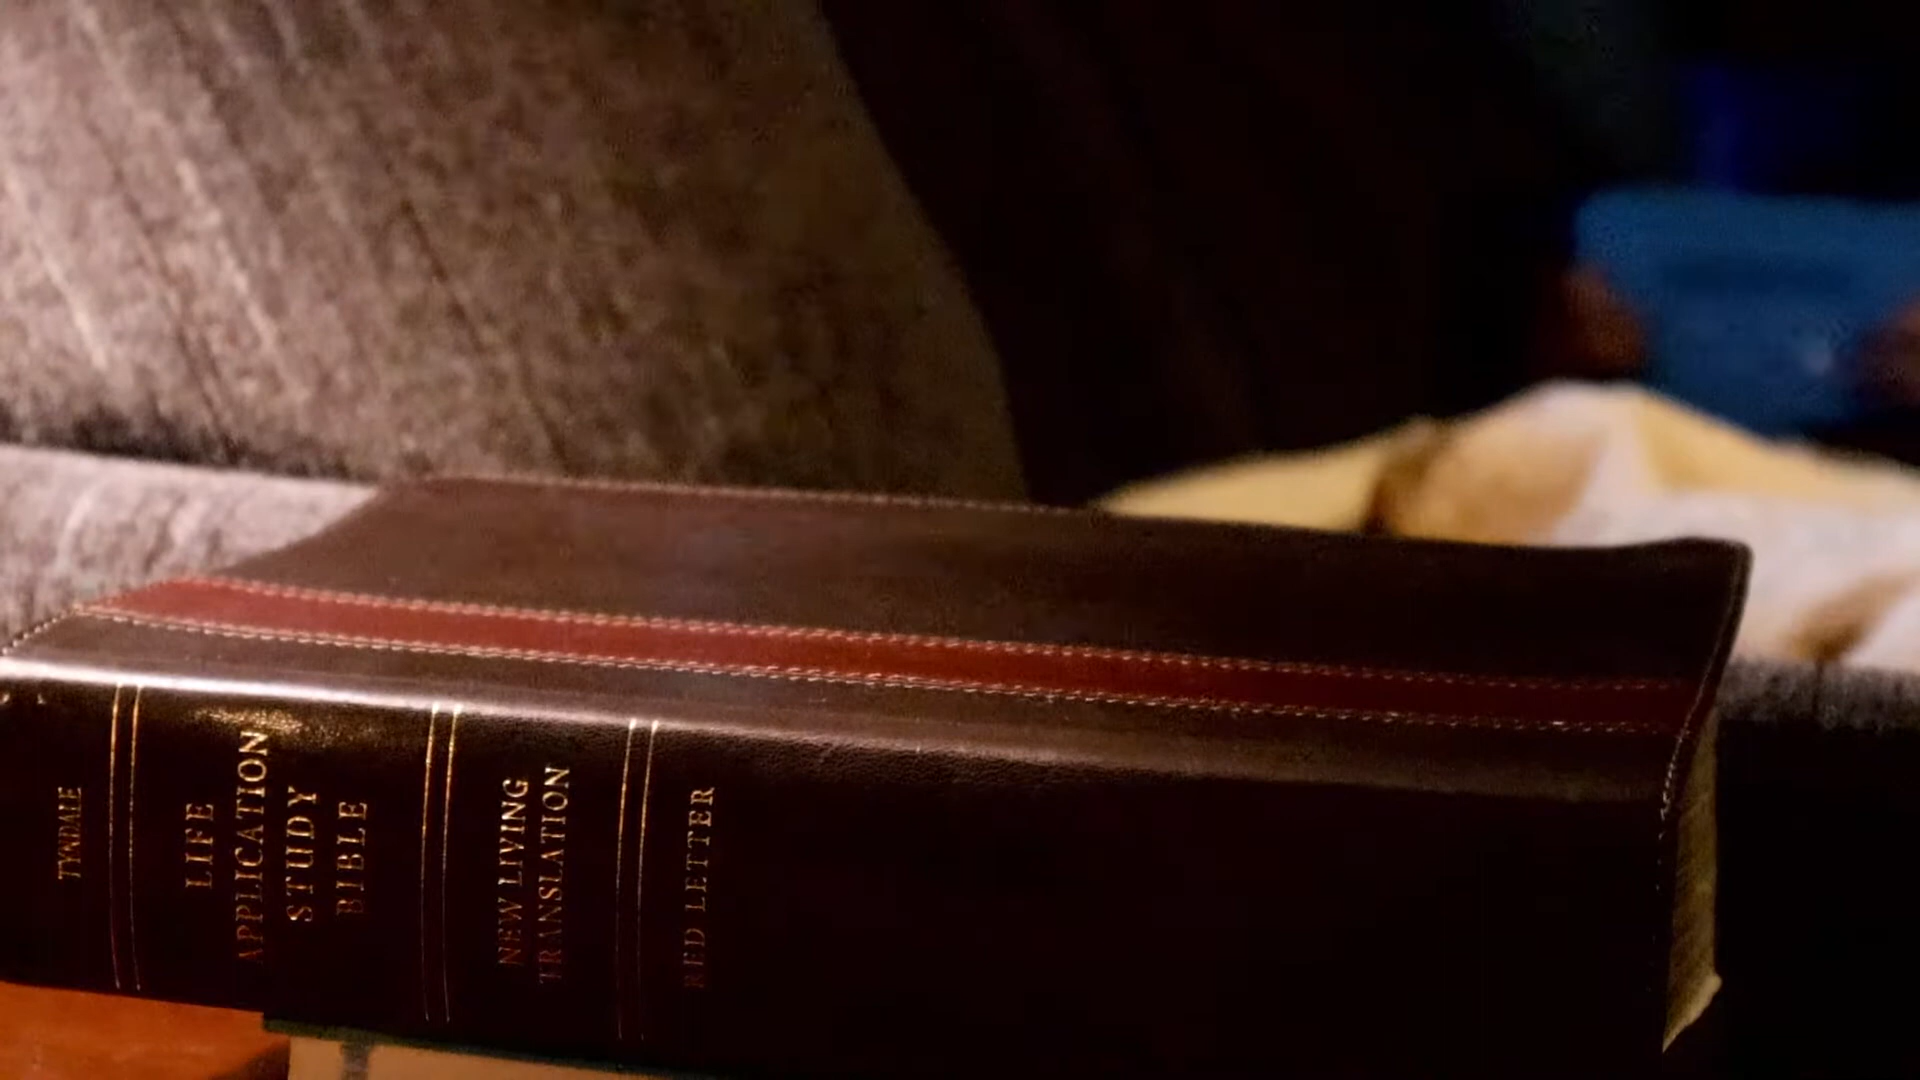 TYNDALE
LIFE
APPLICATION
STUDY
BIBLE
NEW LIVING
TRANSLATION
RED LETTER